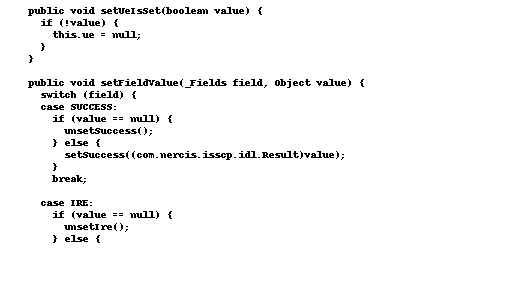 public void setUeIsSet(boolean value) {
if (!value) {
this.ue = null;
}
}
public void setFieldValue(_Fields field, Object value) {
switch (field) {
case SUCCESS:
if (value == null) {
unsetSuccess();
} else {
setSuccess((com.nercis.isscp.idl.Result)value);
}
break;
case IRE:
if (value == null) {
unsetIre();
} else {